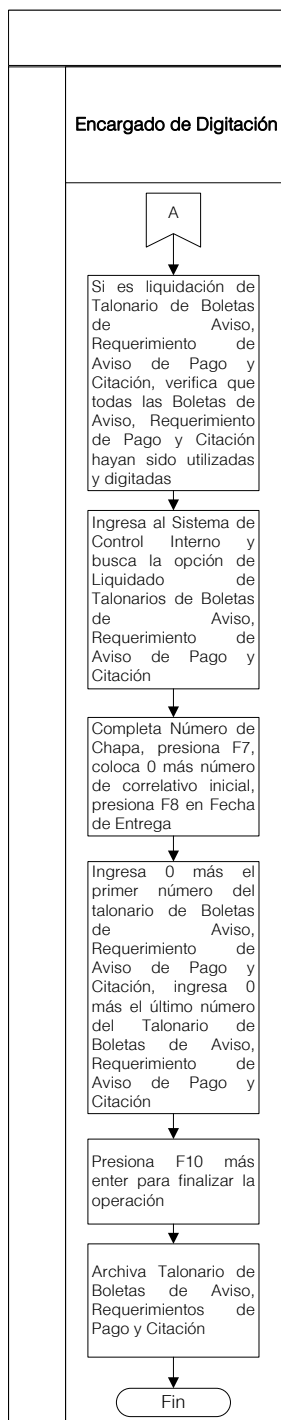 Encargado de Digitación
A
Si es liquidación de
Talonario de Boletas
de Aviso,
Requerimiento de
Aviso de Pago y
Citación, verifica que
todas las Boletas de
Aviso, Requerimiento
de Pago y Citación
hayan sido utilizadas
y digitadas
Ingresa al Sistema de
Control Interno y
busca la opción de
Liquidado de
Talonarios de Boletas
de Aviso,
Requerimiento de
Aviso de Pago y
Citación
Completa Número de
Chapa, presiona F7,
coloca 0 más número
de correlativo inicial,
presiona F8 en Fecha
de Entrega
Ingresa 0 más el
primer número del
talonario de Boletas
de Aviso,
Requerimiento de
Aviso de Pago y
Citación, ingresa 0
más el último número
del Talonario de
Boletas de Aviso,
Requerimiento de
Aviso de Pago y
Citación
Presiona F10 más
enter para finalizar la
operación
Archiva Talonario de
Boletas de Aviso,
Requerimientos de
Pago y Citación
Fin